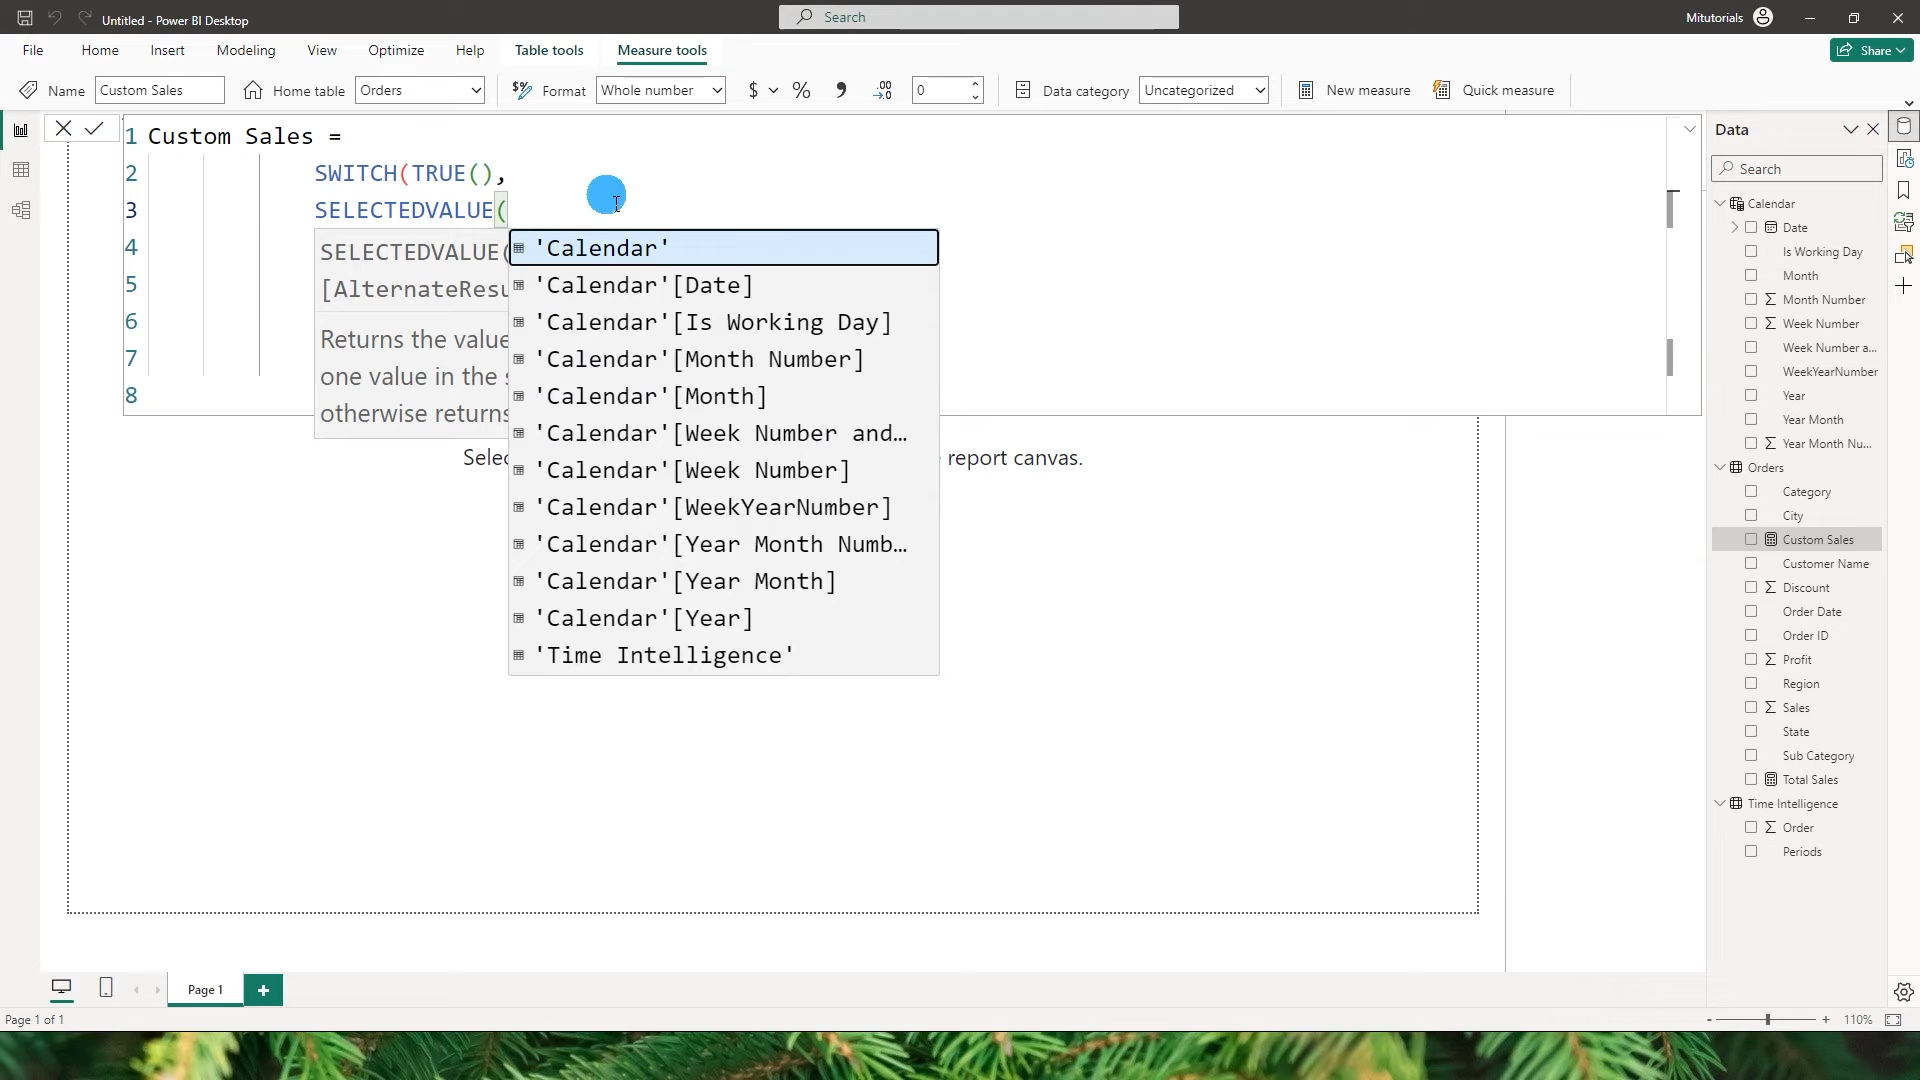 Untitled - Power BI Desktop
Search
Mitutorials
File
Home
Insert
Modeling
View
Optimize
Help
Table tools
Measure tools
Share
Name
Custom Sales
Home table
Orders
Format
Whole number
$
%
,
.00
→.0
0
Data category
Uncategorized
New measure
Quick measure
1 Custom Sales =
2 SWITCH(TRUE(),
3 SELECTEDVALUE(
4
5
6
7
8
SELECTEDVALUE(
[AlternateResu
Returns the value
one value in the s
otherwise returns
'Calendar'
'Calendar'[Date]
'Calendar'[Is Working Day]
'Calendar'[Month Number]
'Calendar'[Month]
'Calendar'[Week Number and…
'Calendar'[Week Number]
'Calendar'[WeekYearNumber]
'Calendar'[Year Month Numb…
'Calendar'[Year Month]
'Calendar'[Year]
'Time Intelligence'
Selec
report canvas.
Data
Search
Calendar
Date
Is Working Day
Month
Month Number
Week Number
Week Number a...
WeekYearNumber
Year
Year Month
Year Month Nu...
Orders
Category
City
Custom Sales
Customer Name
Discount
Order Date
Order ID
Profit
Region
Sales
State
Sub Category
Total Sales
Time Intelligence
Order
Periods
Page 1
Page 1 of 1
- + 110%